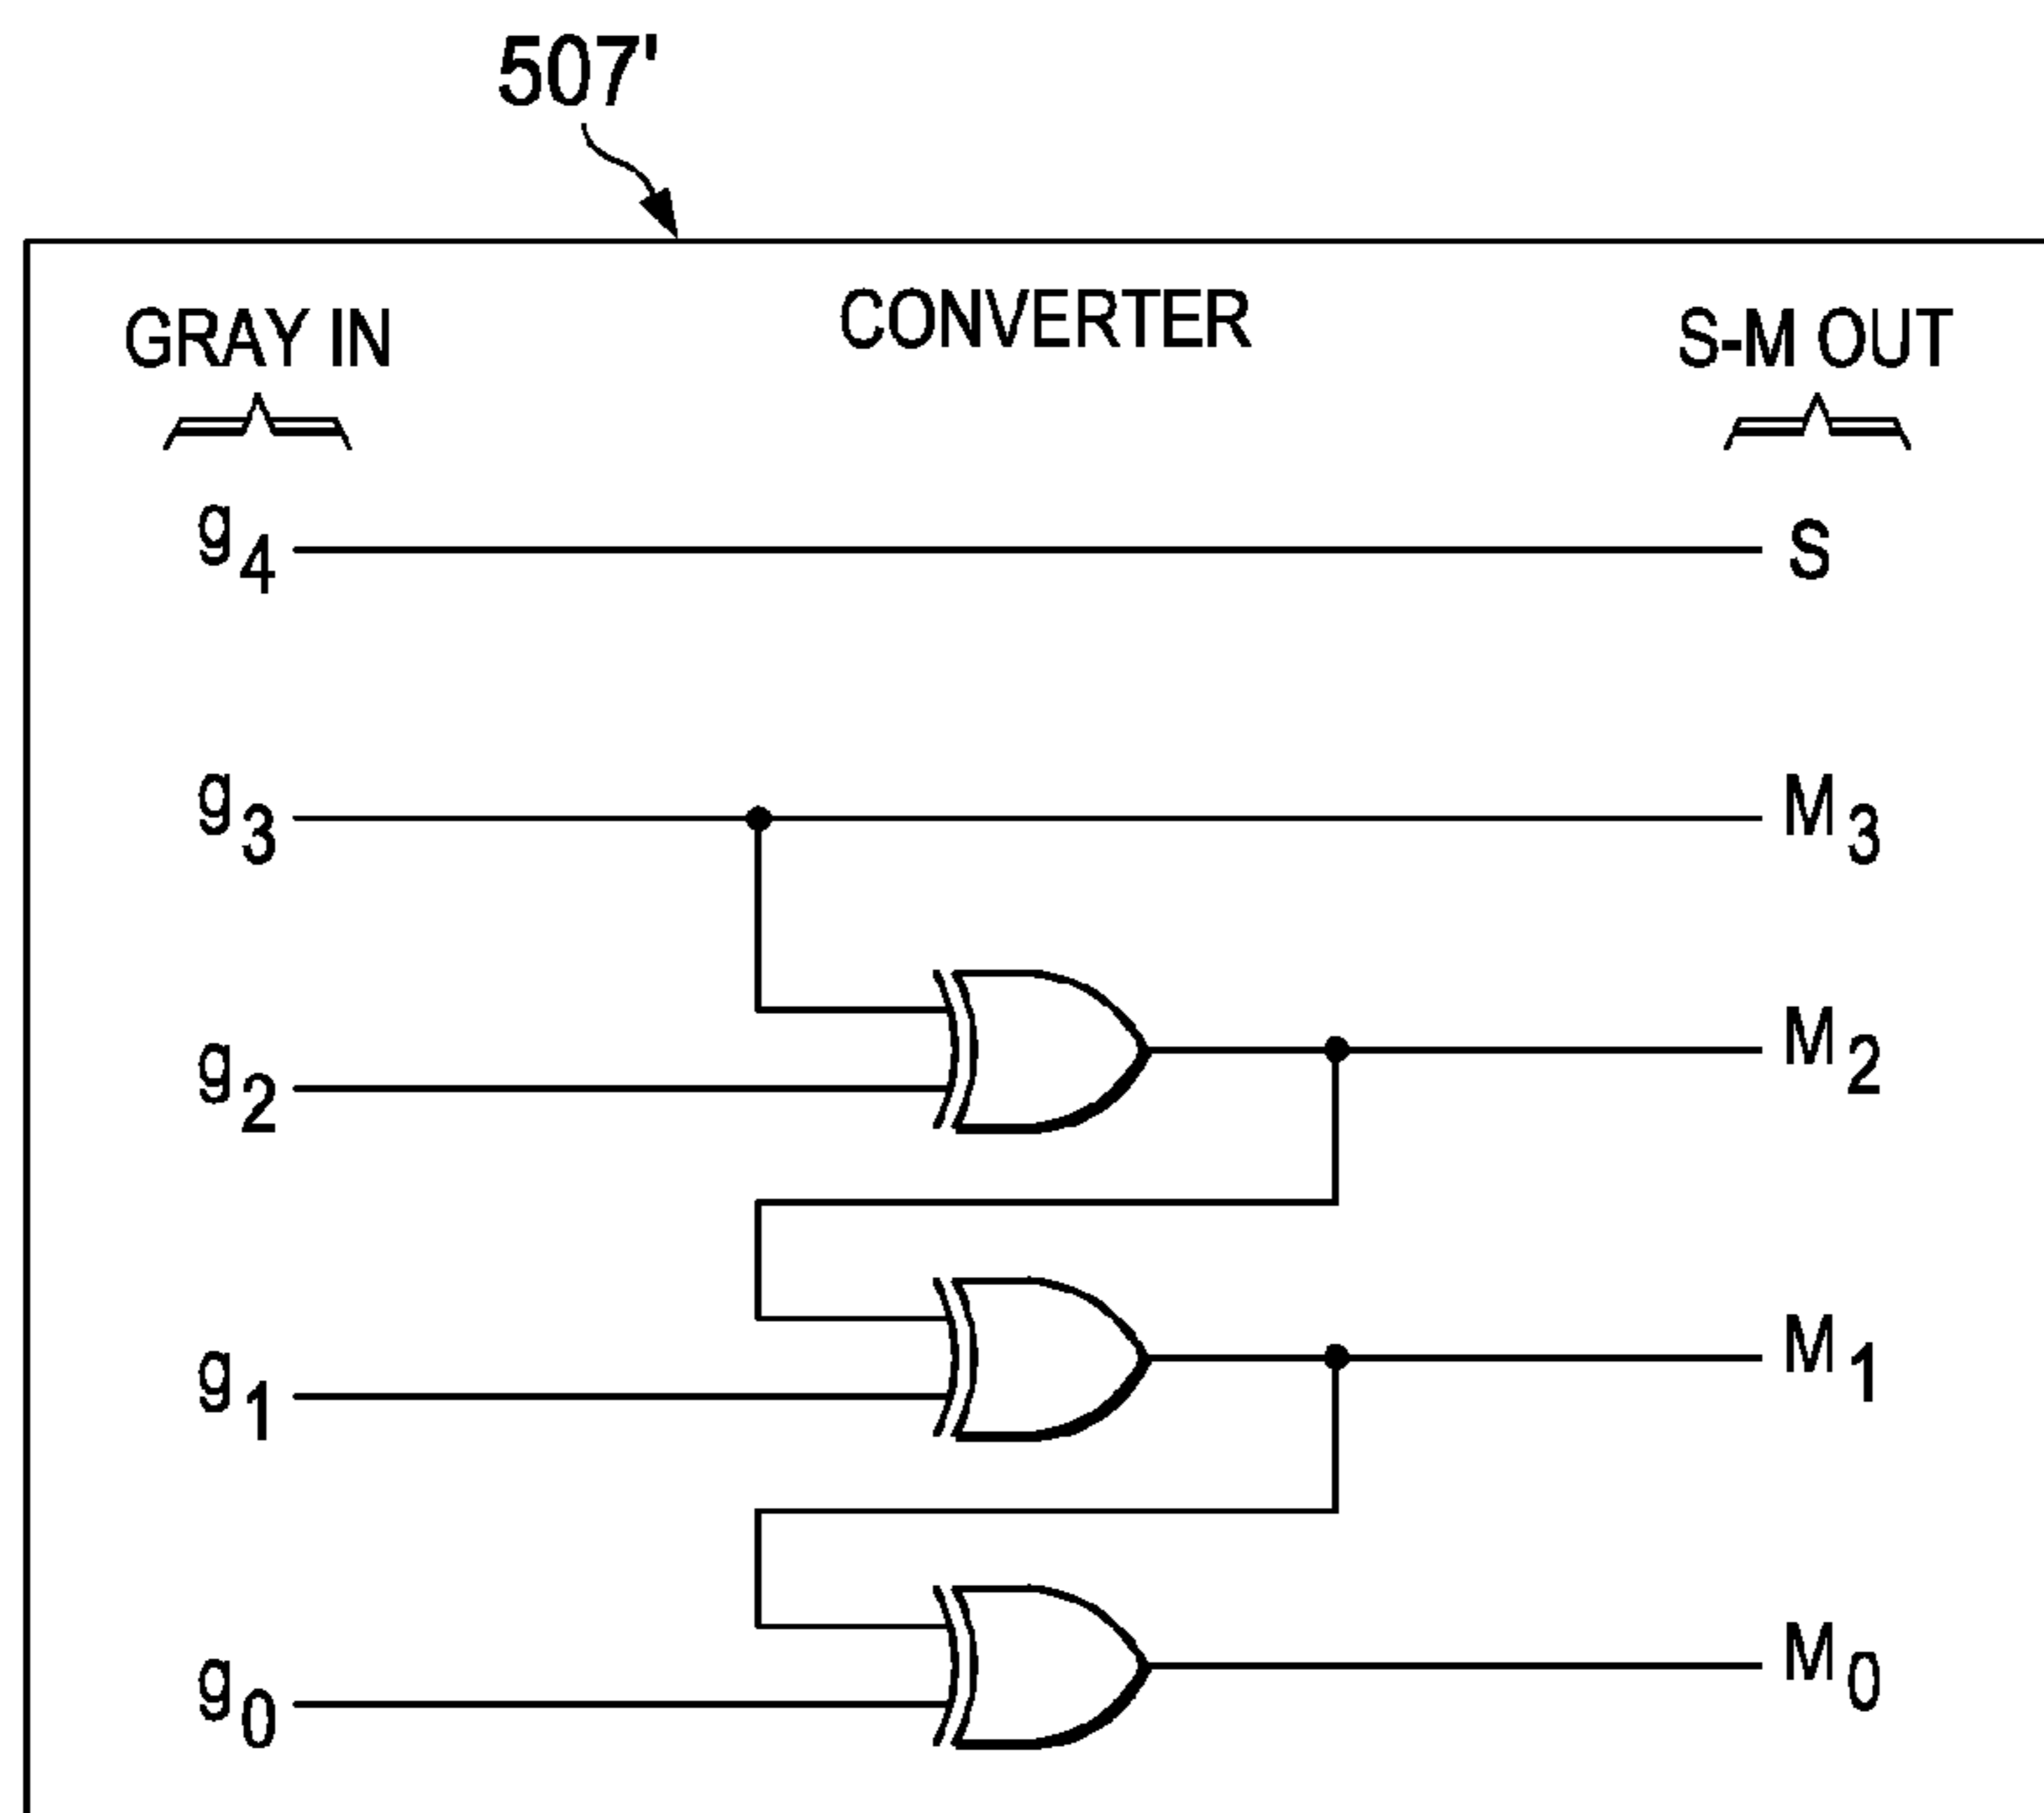 507'
GRAY IN CONVERTER S-M OUT
g4 S
g3 M3
g2 M2
g1 M1
g0 M0